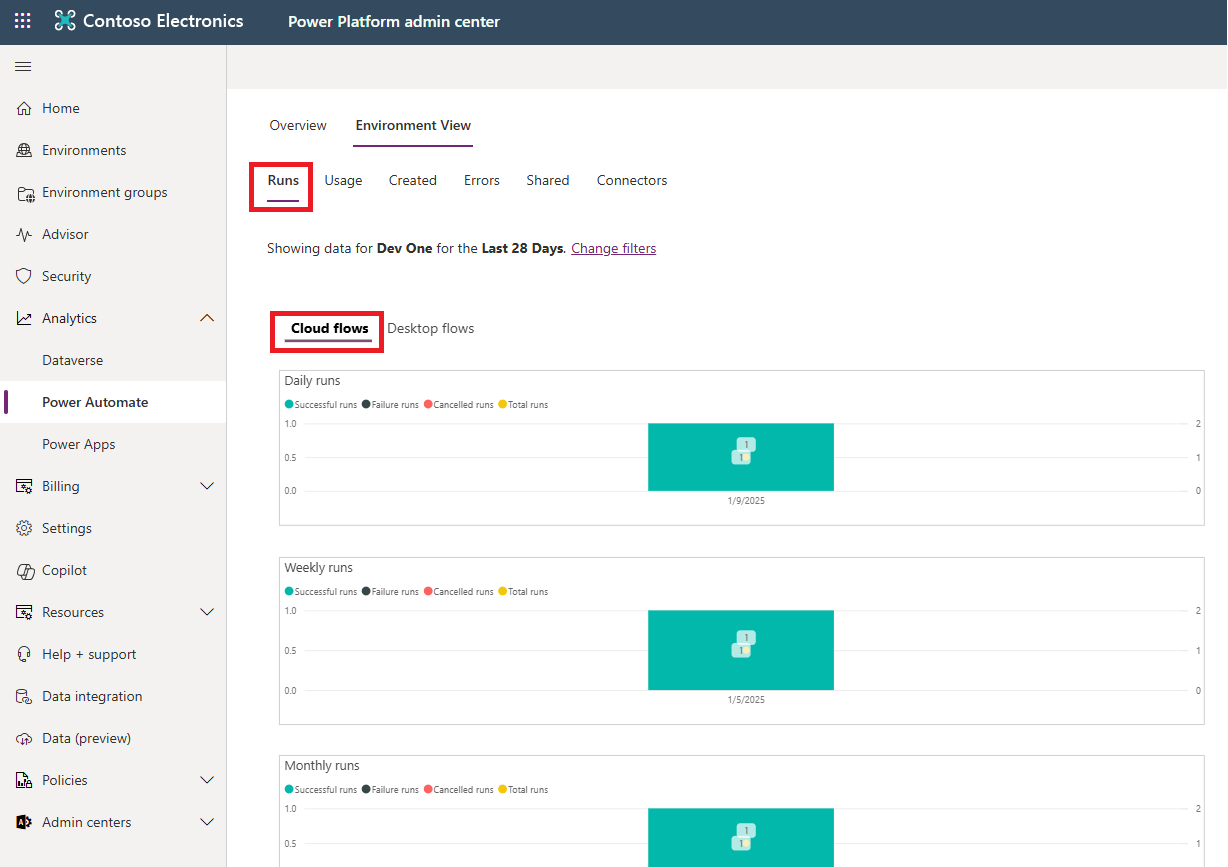 Contoso Electronics Power Platform admin center
Home
Environments
Environment groups
Advisor
Security
Analytics
Dataverse
Power Automate
Power Apps
Billing
Settings
Copilot
Resources
Help + support
Data integration
Data (preview)
Policies
Admin centers
Overview Environment View
Runs Usage Created Errors Shared Connectors
Showing data for Dev One for the Last 28 Days. Change filters
Cloud flows Desktop flows
Daily runs
Successful runs Failure runs Cancelled runs Total runs
1.0 2
1
0.5 1 1
0.0 0
1/9/2025
Weekly runs
Successful runs Failure runs Cancelled runs Total runs
1.0 2
1
0.5 1 1
0.0 0
1/5/2025
Monthly runs
Successful runs Failure runs Cancelled runs Total runs
1.0 2
1
0.5 1 1